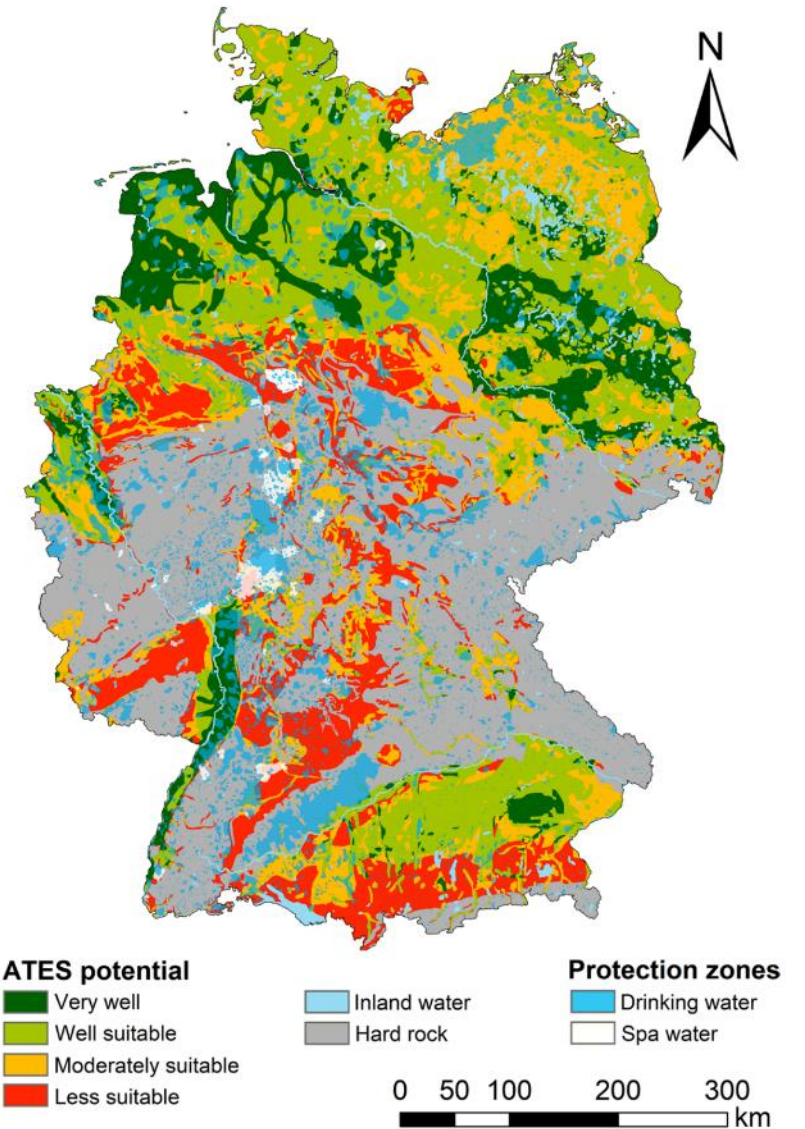 N
ATES potential
Very well
Well suitable
Moderately suitable
Less suitable
Inland water
Hard rock
Protection zones
Drinking water
Spa water
0 50 100 200 300
km